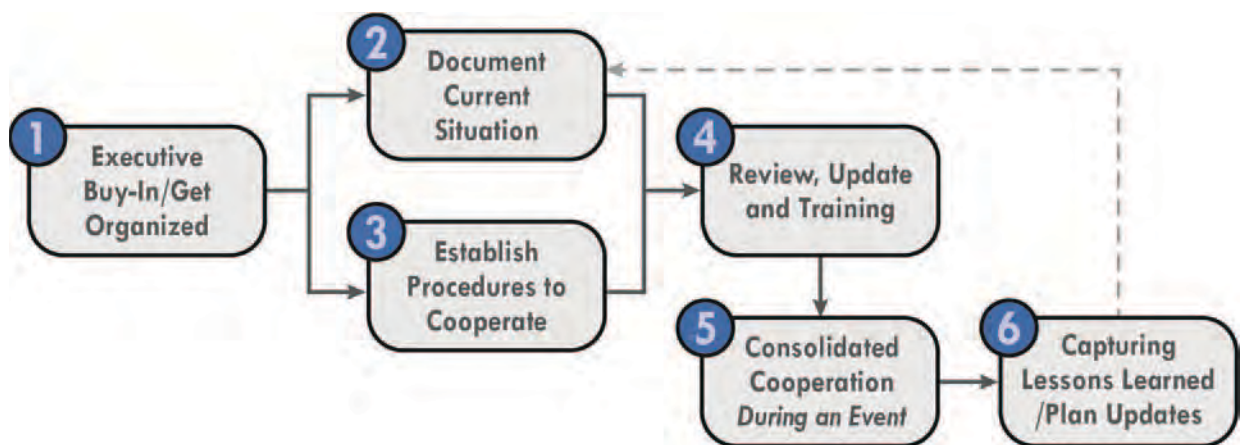 1
Executive
Buy-In/Get
Organized
2
Document
Current
Situation
3
Establish
Procedures to
Cooperate
4
Review, Update
and Training
5
Consolidated
Cooperation
During an Event
6
Capturing
Lessons Learned
/Plan Updates